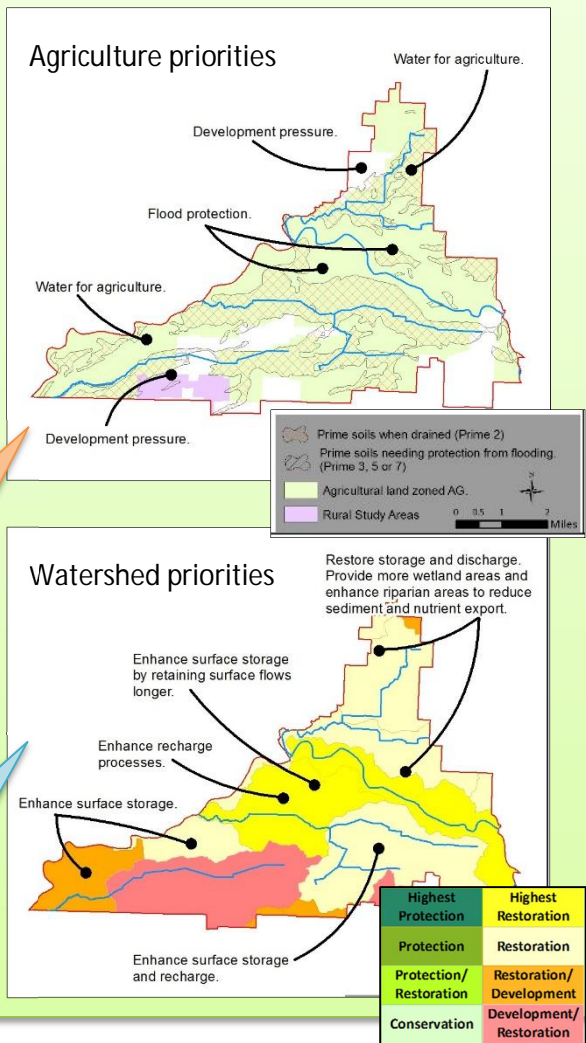 Agriculture priorities
Water for agriculture.
Development pressure.
Flood protection.
Water for agriculture.
Development pressure.
Prime soils when drained (Prime 2)
Prime soils needing protection from flooding.
(Prime 3, 5 or 7)
Agricultural land zoned AG.
Rural Study Areas
N
0 0.5 1 2
Miles
Watershed priorities
Restore storage and discharge.
Provide more wetland areas and
enhance riparian areas to reduce
sediment and nutrient export.
Enhance surface storage
by retaining surface flows
longer.
Enhance recharge
processes.
Enhance surface storage.
Enhance surface storage
and recharge.
Highest
Protection
Highest
Restoration
Protection
Restoration
Protection/
Restoration
Restoration/
Development
Conservation
Development/
Restoration